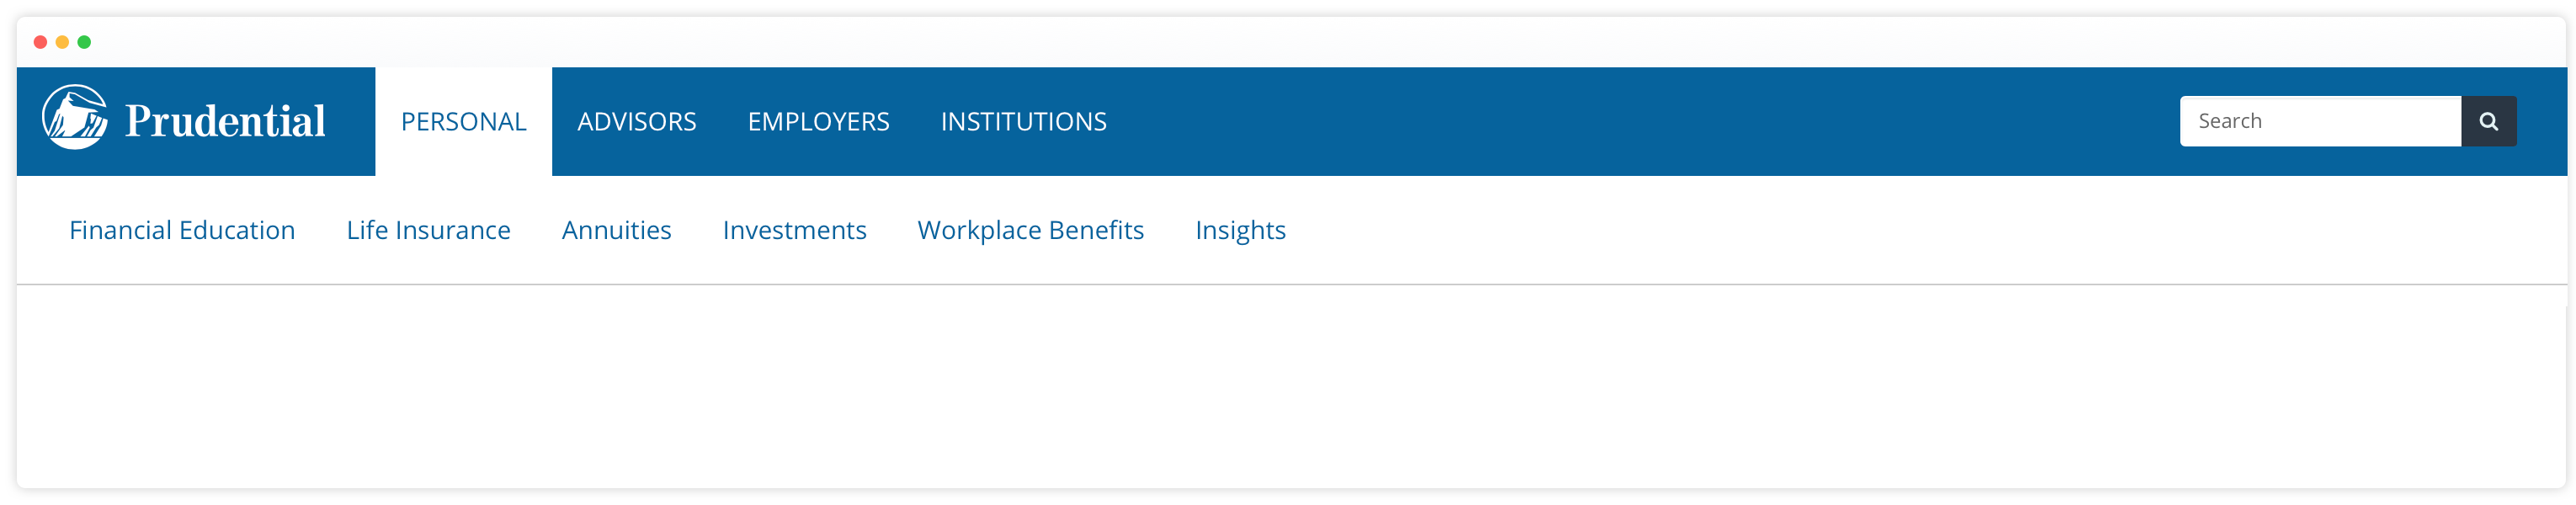 Prudential PERSONAL ADVISORS EMPLOYERS INSTITUTIONS Search
Financial Education Life Insurance Annuities Investments Workplace Benefits Insights